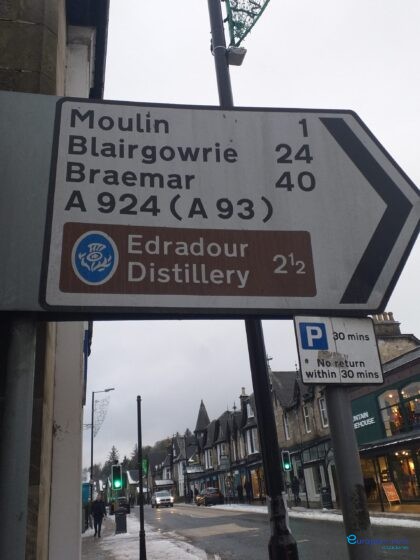 Moulin 1
Blairgowrie 24
Braemar 40
A 924 (A 93)
Edradour
Distillery 2½
P 30 mins
No return
within 30 mins